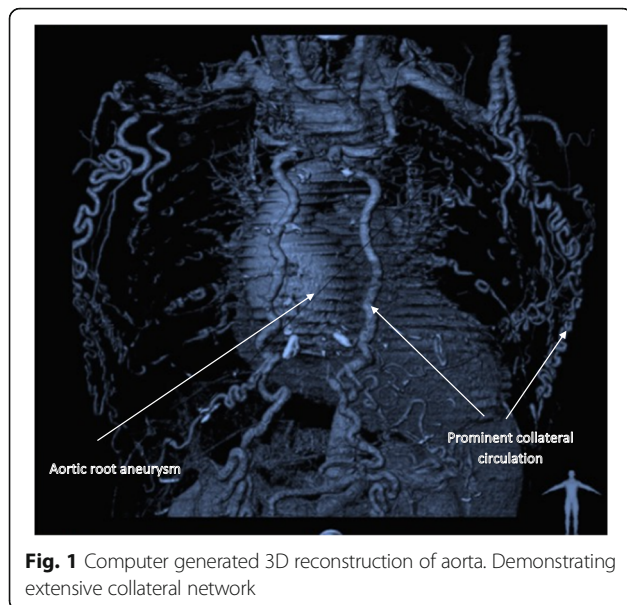 Aortic root aneurysm
Prominent collateral
circulation
Fig. 1 Computer generated 3D reconstruction of aorta. Demonstrating
extensive collateral network